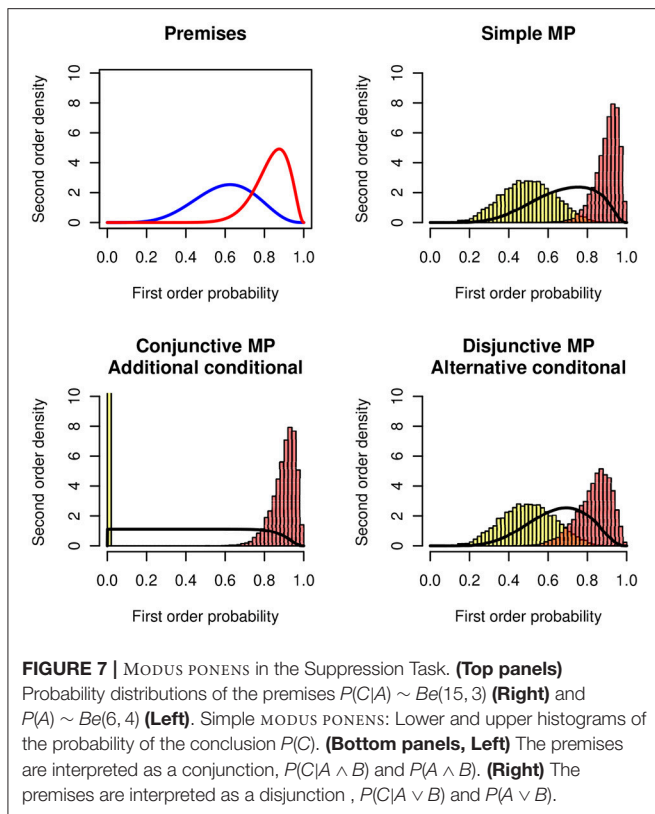 Premises
Second order density
10
8
6
4
2
0
0.0 0.2 0.4 0.6 0.8 1.0
First order probability
Simple MP
Second order density
10
8
6
4
2
0
0.0 0.2 0.4 0.6 0.8 1.0
First order probability
Conjunctive MP
Additional conditional
Second order density
10
8
6
4
2
0
0.0 0.2 0.4 0.6 0.8 1.0
First order probability
Disjunctive MP
Alternative conditonal
Second order density
10
8
6
4
2
0
0.0 0.2 0.4 0.6 0.8 1.0
First order probability
FIGURE 7 | MODUS PONENS in the Suppression Task. (Top panels)
Probability distributions of the premises P(C|A) ~ Be(15, 3) (Right) and
P(A) ~ Be(6, 4) (Left). Simple MODUS PONENS: Lower and upper histograms of
the probability of the conclusion P(C). (Bottom panels, Left) The premises
are interpreted as a conjunction, P(C|A ∧ B) and P(A ∧ B). (Right) The
premises are interpreted as a disjunction , P(C|A ∨ B) and P(A ∨ B).